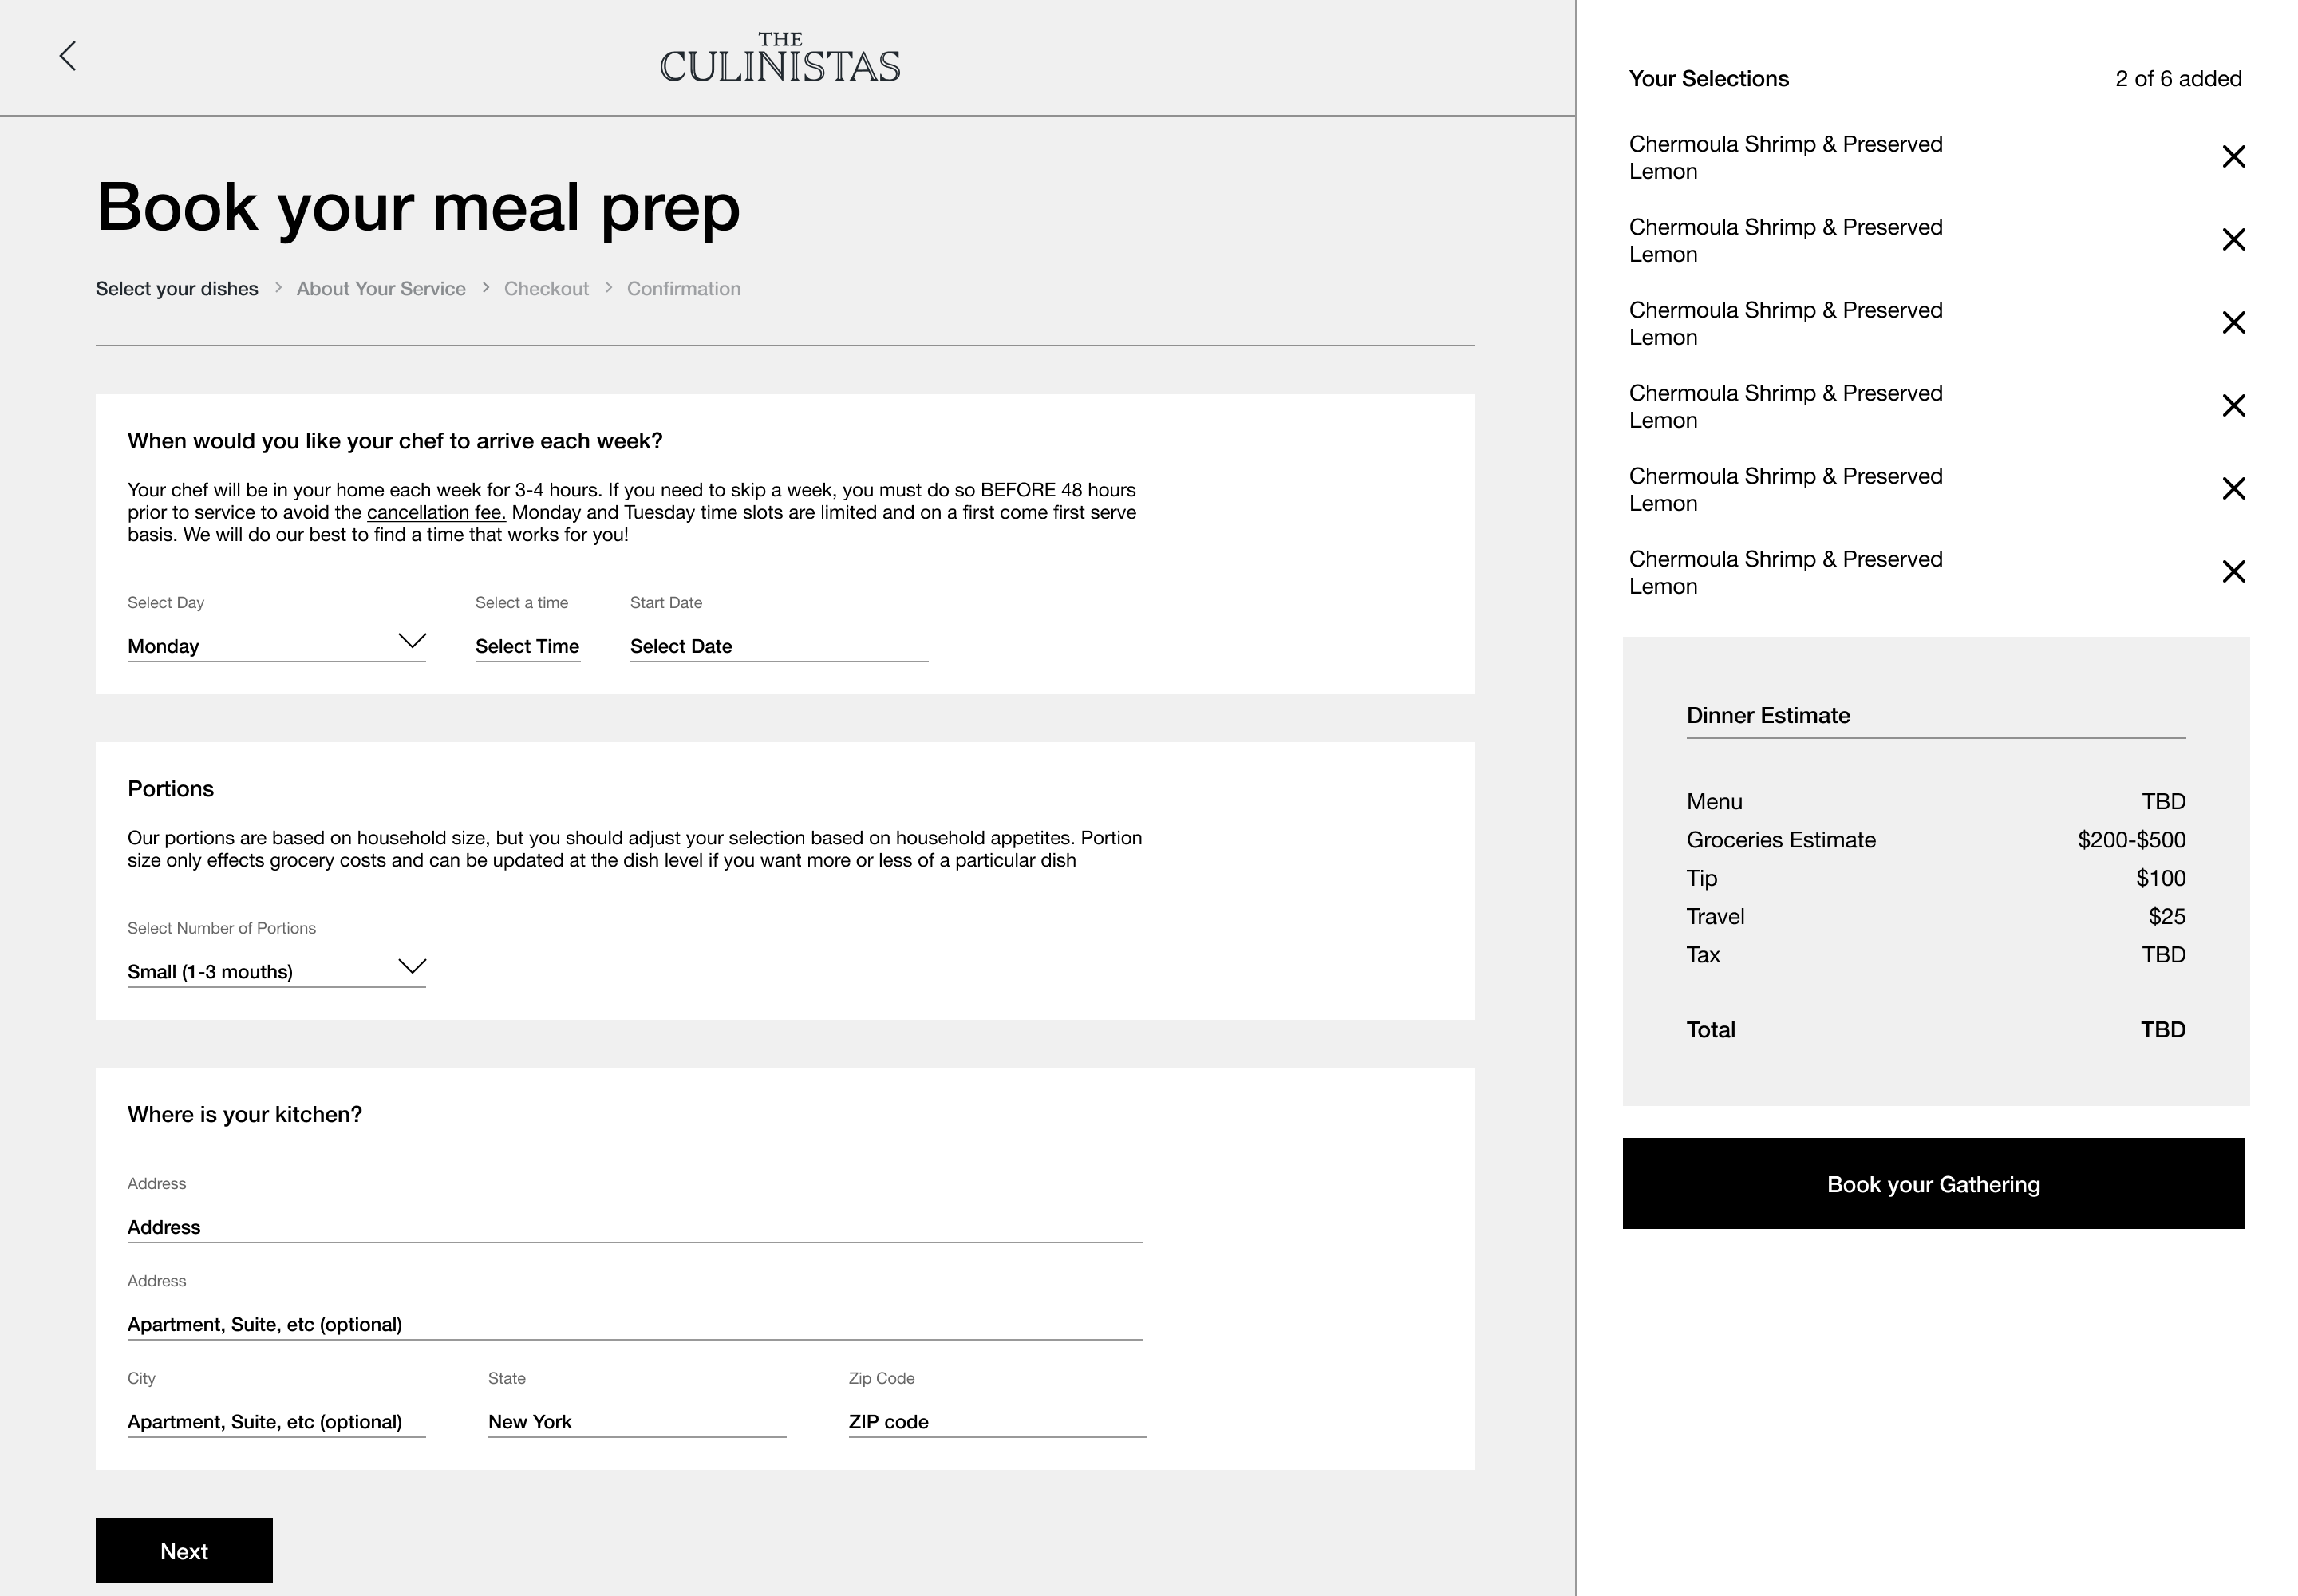 THE
CULINISTAS
Book your meal prep
Select your dishes > About Your Service > Checkout > Confirmation
When would you like your chef to arrive each week?
Your chef will be in your home each week for 3-4 hours. If you need to skip a week, you must do so BEFORE 48 hours
prior to service to avoid the cancellation fee. Monday and Tuesday time slots are limited and on a first come first serve
basis. We will do our best to find a time that works for you!
Select Day
Monday
Select a time
Select Time
Start Date
Select Date
Portions
Our portions are based on household size, but you should adjust your selection based on household appetites. Portion
size only effects grocery costs and can be updated at the dish level if you want more or less of a particular dish
Select Number of Portions
Small (1-3 mouths)
Where is your kitchen?
Address
Address
Address
Apartment, Suite, etc (optional)
City
Apartment, Suite, etc (optional)
State
New York
Zip Code
ZIP code
Next
Your Selections 2 of 6 added
Chermoula Shrimp & Preserved
Lemon
Chermoula Shrimp & Preserved
Lemon
Chermoula Shrimp & Preserved
Lemon
Chermoula Shrimp & Preserved
Lemon
Chermoula Shrimp & Preserved
Lemon
Chermoula Shrimp & Preserved
Lemon
Dinner Estimate
Menu TBD
Groceries Estimate $200-$500
Tip $100
Travel $25
Tax TBD
Total TBD
Book your Gathering